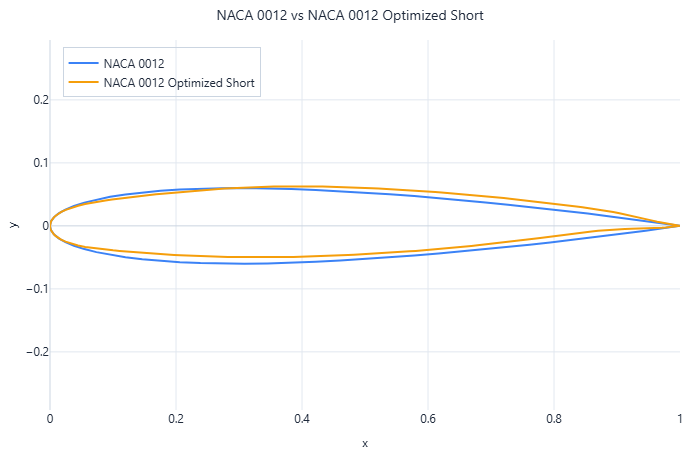 NACA 0012 vs NACA 0012 Optimized Short
NACA 0012
NACA 0012 Optimized Short
0.2
0.1
0
−0.1
−0.2
y
0
0.2
0.4
0.6
0.8
1
x